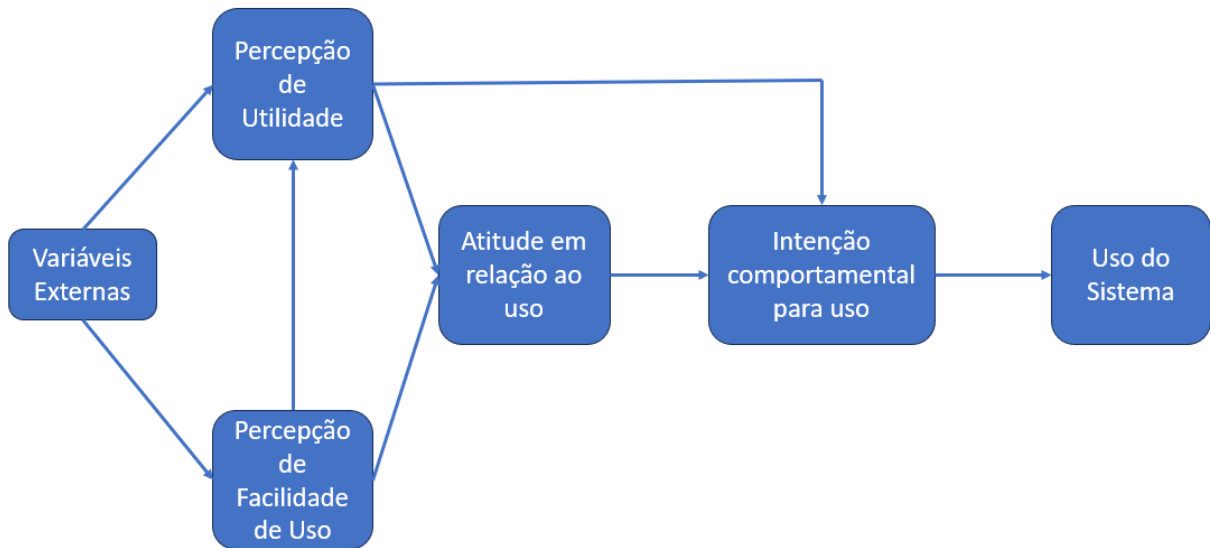 Percepção
de
Utilidade
Variáveis
Externas
Atitude em
relação ao
uso
Intenção
comportamental
para uso
Uso do
Sistema
Percepção
de
Facilidade
de Uso